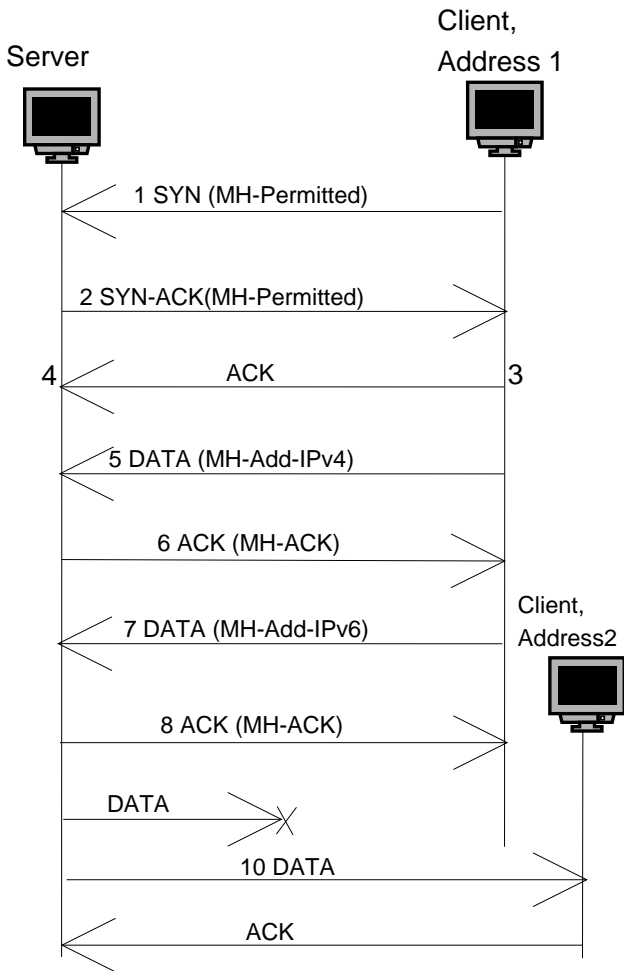 Server
Client,
Address 1
1 SYN (MH-Permitted)
2 SYN-ACK(MH-Permitted)
4
ACK
3
5 DATA (MH-Add-IPv4)
6 ACK (MH-ACK)
7 DATA (MH-Add-IPv6)
Client,
Address2
8 ACK (MH-ACK)
DATA
10 DATA
ACK